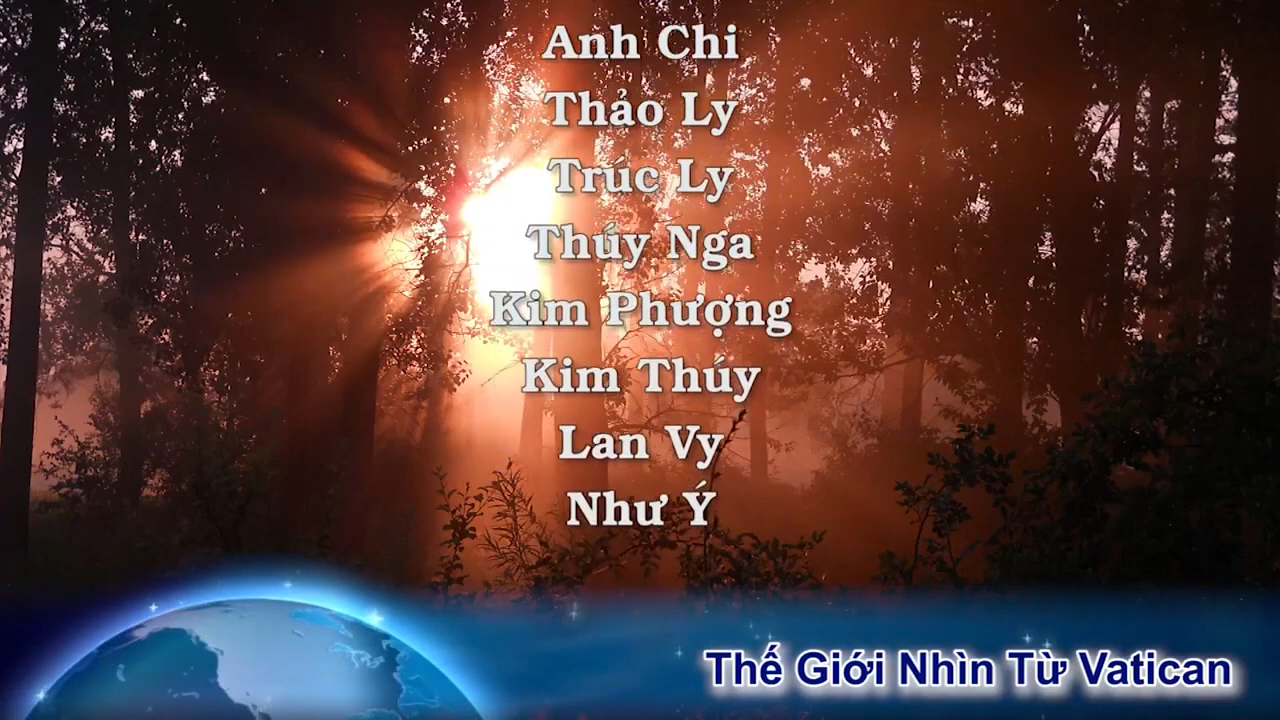 Anh Chi
Thảo Ly
Trúc Ly
Thúy Nga
Kim Phượng
Kim Thúy
Lan Vy
Như Ý
Thế Giới Nhìn Từ Vatican